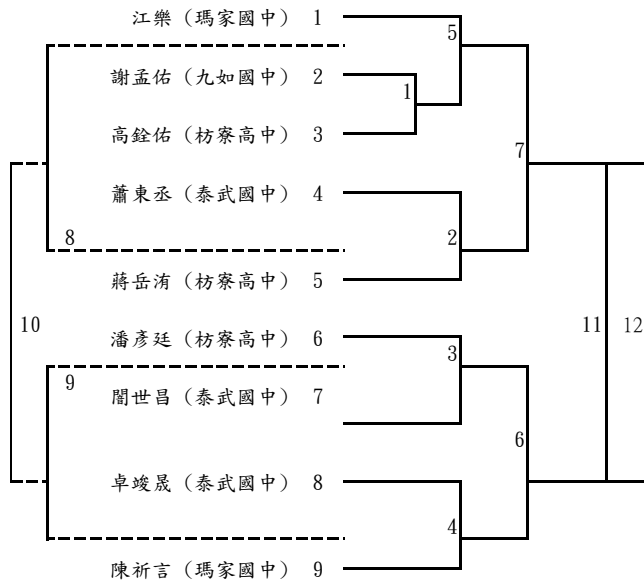 江樂（瑪家國中） 1
5
謝孟佑（九如國中） 2
1
高銓佑（枋寮高中） 3
7
蕭東丞（泰武國中） 4
8
2
蔣岳洧（枋寮高中） 5
10
潘彥廷（枋寮高中） 6
11
12
3
9
閻世昌（泰武國中） 7
6
卓竣晟（泰武國中） 8
4
陳祈言（瑪家國中） 9